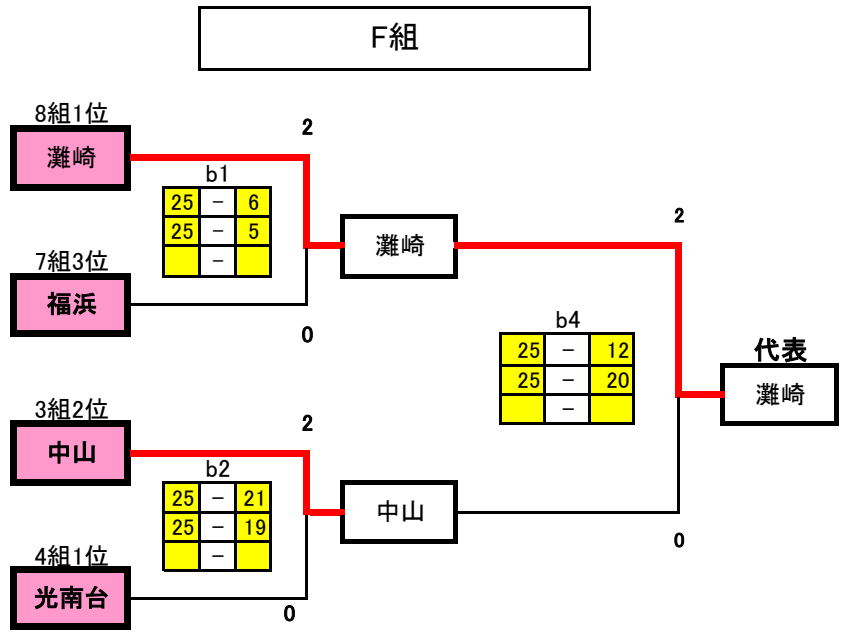 F組
8組1位
灘崎
2
b1
25 － 6
25 － 5
－
7組3位
福浜
0
灘崎
2
b4
25 － 12
25 － 20
－
代表
灘崎
3組2位
中山
2
b2
25 － 21
25 － 19
－
中山
0
4組1位
光南台
0